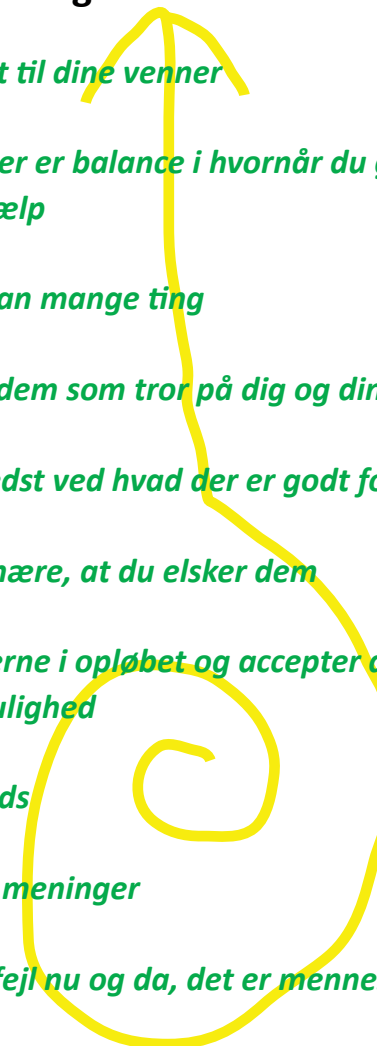 t til dine venner
er er balance i hvornår du g
ælp
an mange ting
dem som tror på dig og din
dst ved hvad der er godt fo
nære, at du elsker dem
erne i opløbet og accepter a
ulighed
ds
meninger
fejl nu og da, det er menne